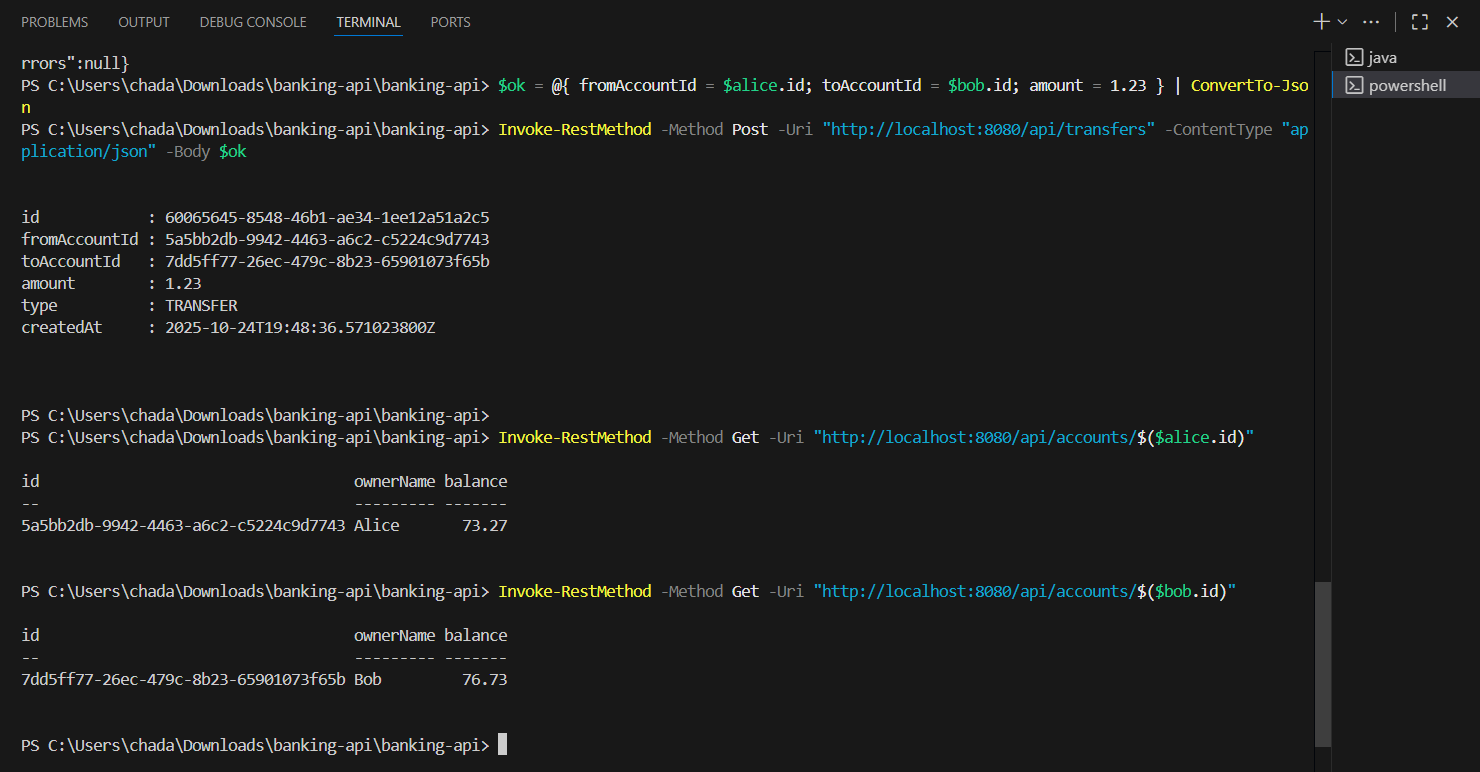 PROBLEMS OUTPUT DEBUG CONSOLE TERMINAL PORTS
java
powershell
rrors":null}
PS C:\Users\chada\Downloads\banking-api\banking-api> $ok = @{ fromAccountId = $alice.id; toAccountId = $bob.id; amount = 1.23 } | ConvertTo-Jso
n
PS C:\Users\chada\Downloads\banking-api\banking-api> Invoke-RestMethod -Method Post -Uri "http://localhost:8080/api/transfers" -ContentType "ap
plication/json" -Body $ok
id : 60065645-8548-46b1-ae34-1ee12a51a2c5
fromAccountId : 5a5bb2db-9942-4463-a6c2-c5224c9d7743
toAccountId : 7dd5ff77-26ec-479c-8b23-65901073f65b
amount : 1.23
type : TRANSFER
createdAt : 2025-10-24T19:48:36.571023800Z
PS C:\Users\chada\Downloads\banking-api\banking-api>
PS C:\Users\chada\Downloads\banking-api\banking-api> Invoke-RestMethod -Method Get -Uri "http://localhost:8080/api/accounts/$($alice.id)"
id ownerName balance
-- --------- -------
5a5bb2db-9942-4463-a6c2-c5224c9d7743 Alice 73.27
PS C:\Users\chada\Downloads\banking-api\banking-api> Invoke-RestMethod -Method Get -Uri "http://localhost:8080/api/accounts/$($bob.id)"
id ownerName balance
-- --------- -------
7dd5ff77-26ec-479c-8b23-65901073f65b Bob 76.73
PS C:\Users\chada\Downloads\banking-api\banking-api>